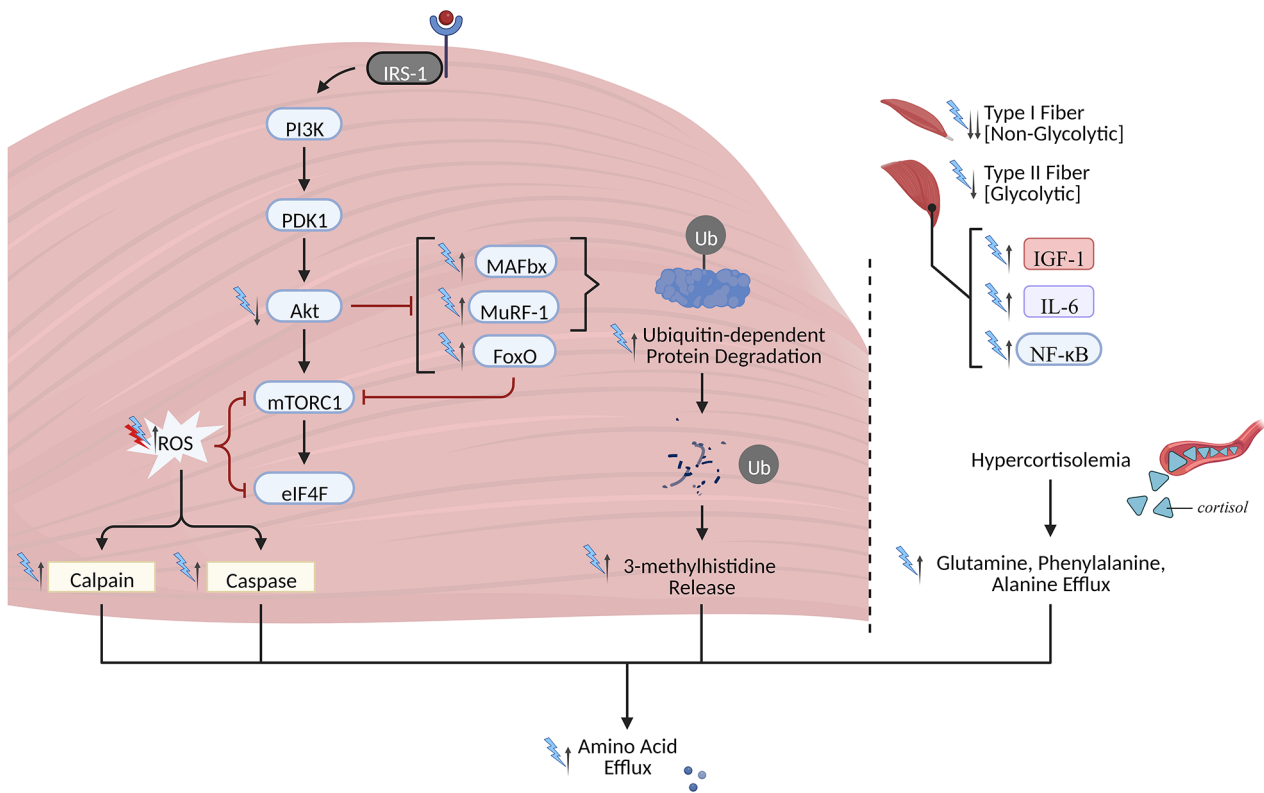 IRS-1
PI3K
PDK1
Akt
mTORC1
eIF4F
MAFbx
MuRF-1
FoxO
ROS
Calpain
Caspase
Ub
Ubiquitin-dependent
Protein Degradation
Ub
3-methylhistidine
Release
Type I Fiber
[Non-Glycolytic]
Type II Fiber
[Glycolytic]
IGF-1
IL-6
NF-κB
Hypercortisolemia
cortisol
Glutamine, Phenylalanine,
Alanine Efflux
Amino Acid
Efflux